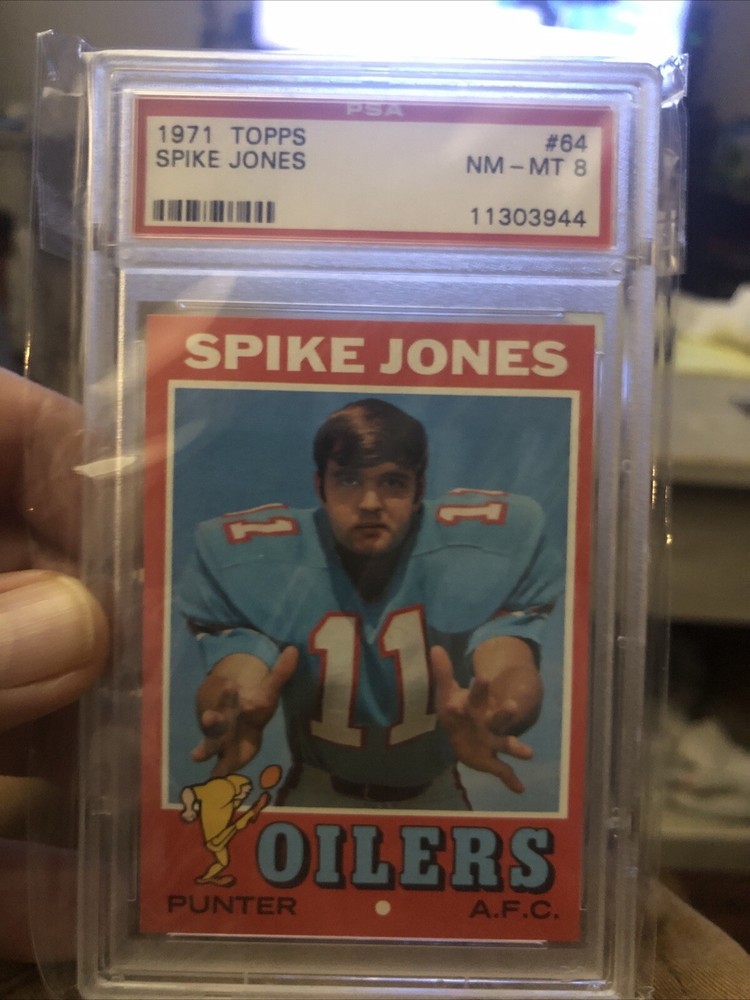 PSA
1971 TOPPS #64
SPIKE JONES NM-MT 8
11303944
SPIKE JONES
11 11
11
OILERS
PUNTER A.F.C.